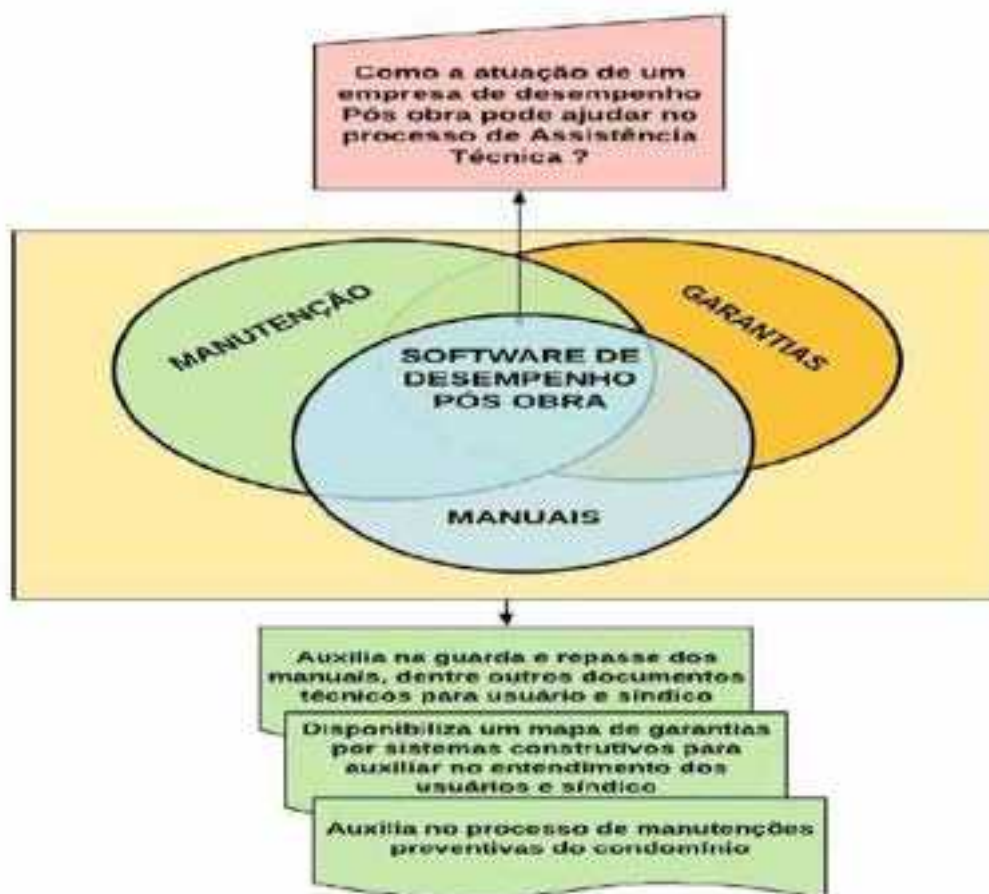 Como a atuação de um
empresa de desempenho
Pós obra pode ajudar no
processo de Assistência
Técnica ?
MANUTENÇÃO
GARANTIAS
SOFTWARE DE
DESEMPENHO
PÓS OBRA
MANUAIS
Auxilia na guarda e repasse dos
manuais, dentre outros documentos
técnicos para usuário e síndico
Disponibiliza um mapa de garantias
por sistemas construtivos para
auxiliar no entendimento dos
usuários e síndico
Auxilia no processo de manutenções
preventivas do condomínio